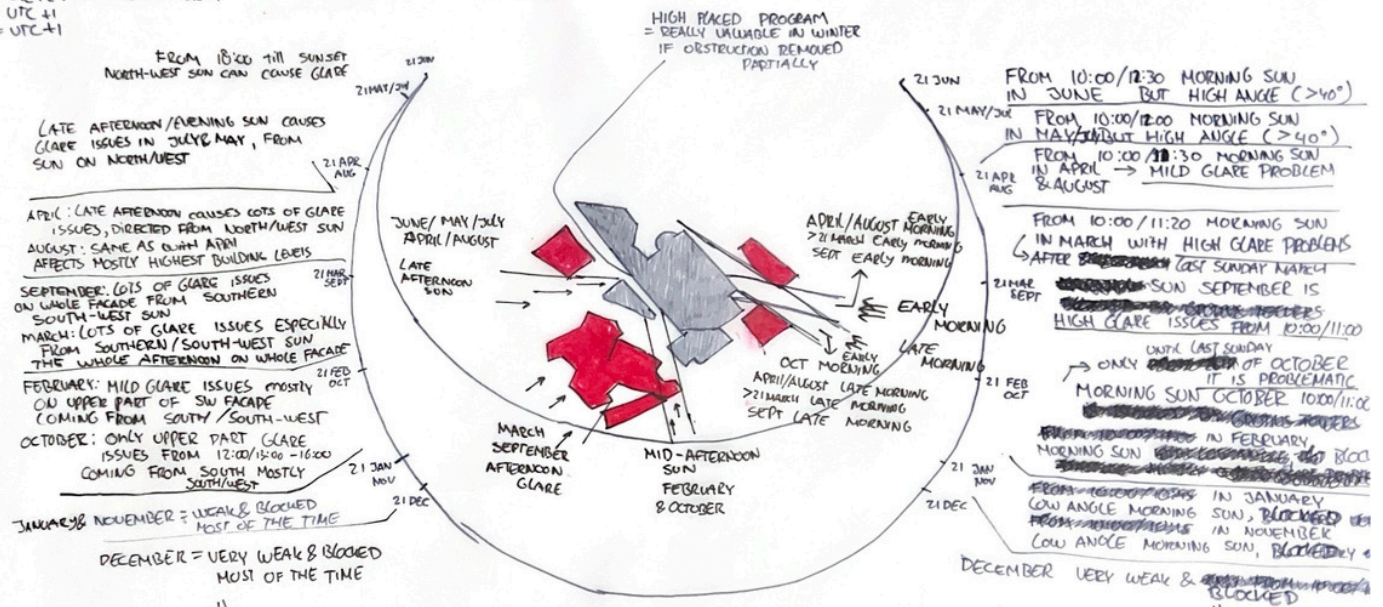 UTC +1
= UTC +1
FROM 18:00 till SUNSET
NORTH-WEST SUN CAN CAUSE GLARE
LATE AFTERNOON/EVENING SUN CAUSES
GLARE ISSUES IN JULY & MAY, FROM
SUN ON NORTH/WEST
APRIL: LATE AFTERNOON CAUSES LOTS OF GLARE
ISSUES, DIRECTED FROM NORTH/WEST SUN
AUGUST: SAME AS WITH APRI
AFFECTS MOSTLY HIGHEST BUILDING LEVELS
SEPTEMBER: LOTS OF GLARE ISSUES
ON WHOLE FACADE FROM SOUTHERN
SOUTH-WEST SUN
MARCH: LOTS OF GLARE ISSUES ESPECIALLY
FROM SOUTHERN/SOUTH-WEST SUN
THE WHOLE AFTERNOON ON WHOLE FACADE
FEBRUARY: MILD GLARE ISSUES mOSTLY
ON UPPER PART OF SW FACADE
COMING FROM SOUTH/SOUTH-WEST
OCTOBER: ONLY UPPER PART GLARE
ISSUES FROM 12:00/13:00-16:00
COMING FROM SOUTH MOSTLY
SOUTH/WEST
JANUARY& NOVEMBER = WEAK & BLOCKED
MOST OF THE TIME
DECEMBER = VERY WEAK & BLOCKED
MOST OF THE TIME
21 JUN
21 MAY/JUL
21 APR
AUG
21 MAR
SEPT
21 FEB
OCT
21 JAN
NOV
21 DEC
HIGH PLACED PROGRAM
= REALLY VALUABLE IN WINTER
IF OBSTRUCTION REMOVED
PARTIALLY
JUNE/MAY/JULY
APRIL/AUGUST
LATE
AFTERNOON
SUN
MARCH
SEPTEMBER
AFTERNOON
GLARE
MID-AFTERNOON
SUN
FEBRUARY
& OCTOBER
APRIL/AUGUST EARLY MORNING
>21 MARCH EARLY MORNING
SEPT EARLY MORNING
EARLY
MORNING
LATE
MORNING
EARLY
OCT MORNING
APRIL/AUGUST LATE MORNING
>21 MARCH LATE MORNING
SEPT LATE MORNING
21 JUN
21 MAY/JUL
21 APR
AUG
21 MAR
SEPT
21 FEB
OCT
21 JAN
NOV
21 DEC
FROM 10:00/12:30 MORNING SUN
IN JUNE BUT HIGH ANGLE (>40°)
FROM 10:00/12:00 MORNING SUN
IN MAY/JUL BUT HIGH ANGLE (>40°)
FROM 10:00/11:30 MORNING SUN
IN APRIL → MILD GLARE PROBLEM
& AUGUST
FROM 10:00/11:20 MORNING SUN
IN MARCH WITH HIGH GLARE PROBLEMS
→ AFTER LAST SUNDAY MARCH
SUN SEPTEMBER IS
HIGH GLARE ISSUES FROM 10:00/11:00
UNTIL LAST SUNDAY
→ ONLY OF OCTOBER
IT IS PROBLEMATIC
MORNING SUN OCTOBER 10:00/11:00
IN FEBRUARY,
MORNING SUN BLOC
IN JANUARY
LOW ANGLE MORNING SUN, BLOCKED
IN NOVEMBER
LOW ANGLE MORNING SUN, BLOCKED
DECEMBER VERY WEAK &
BLOCKED